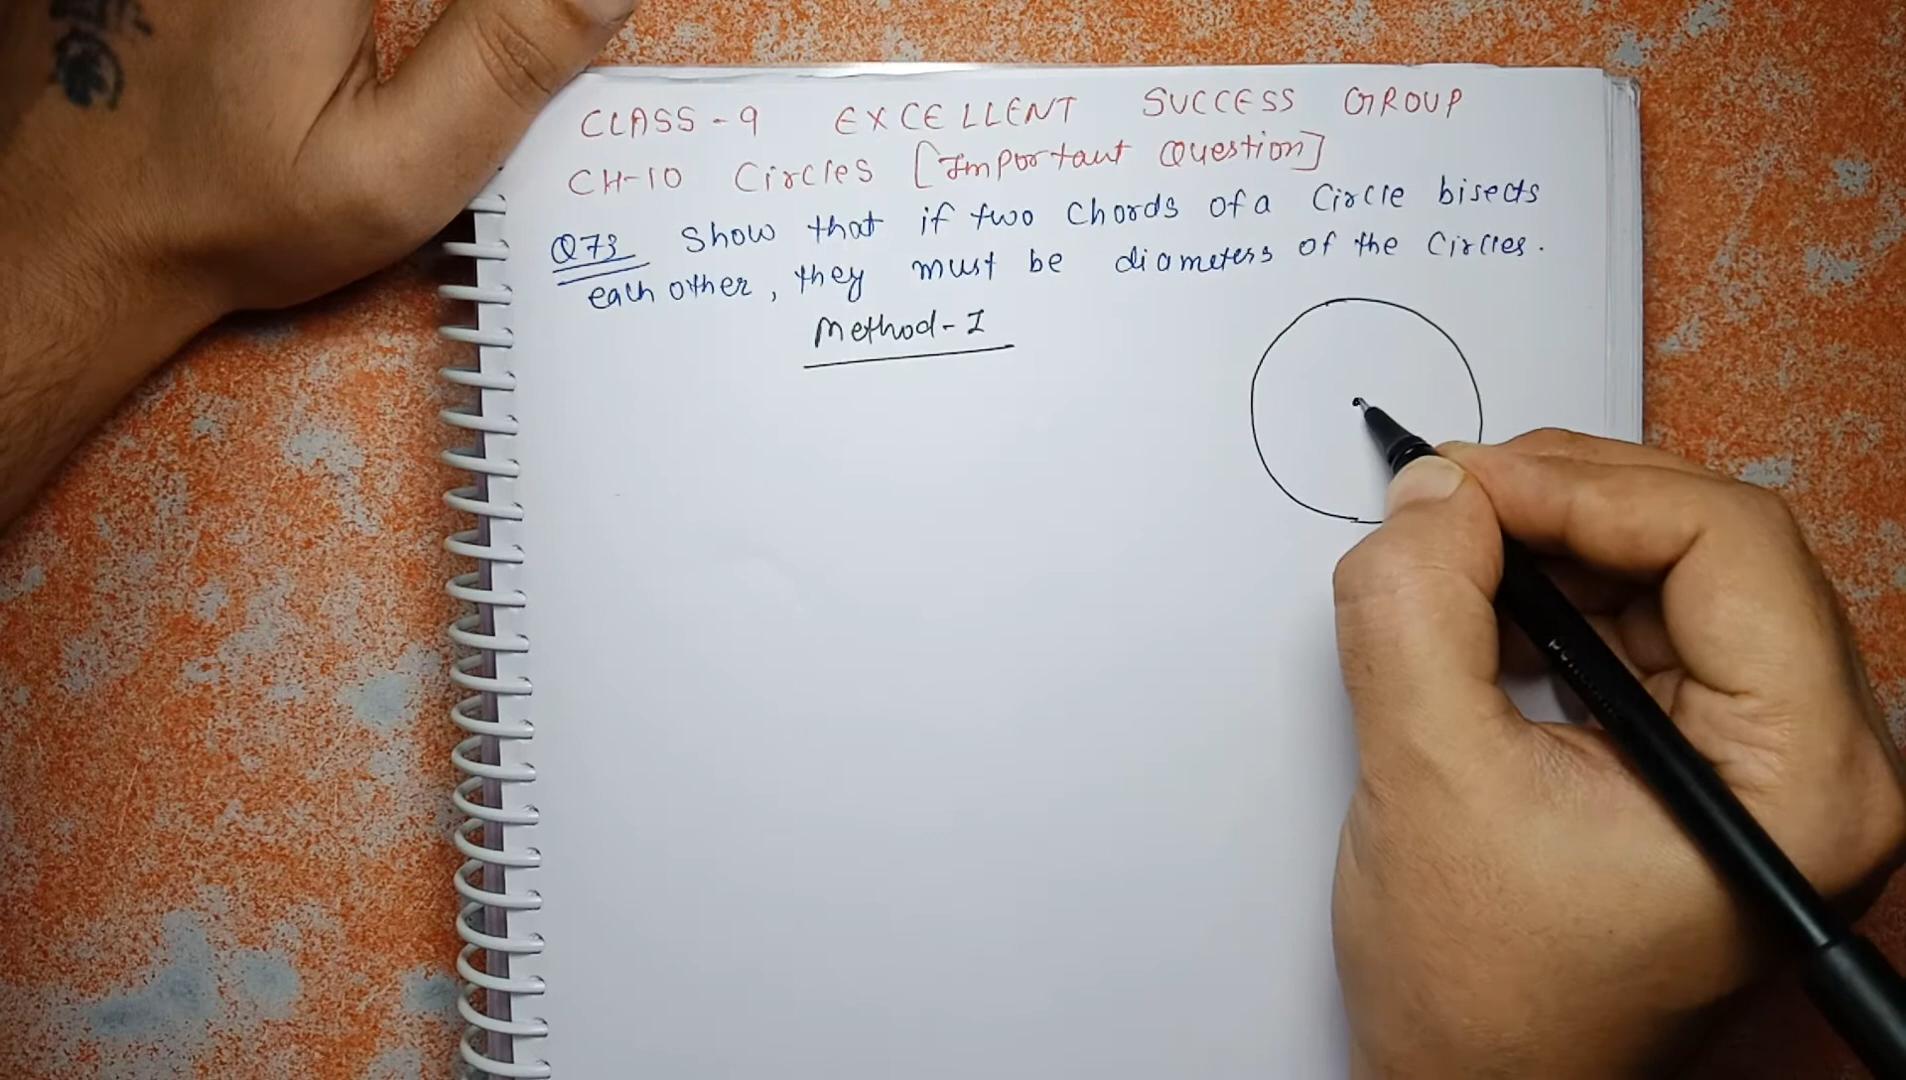 CLASS-9 EXCELLENT SUCCESS GROUP
CH-10 Circles [Important Question]
Q73 Show that if two Chords of a Circle bisects
each other, they must be diameters of the Circles.
Method-I